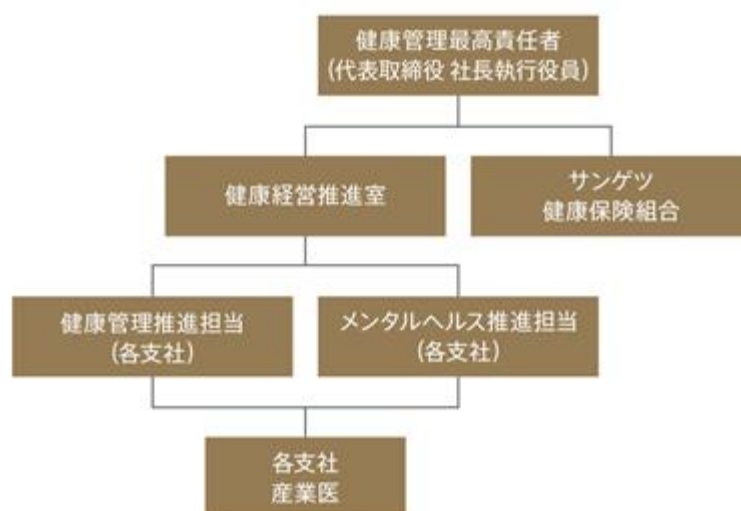 健康管理最高責任者
(代表取締役 社長執行役員)
健康経営推進室
サンゲツ
健康保険組合
健康管理推進担当
(各支社)
メンタルヘルス推進担当
(各支社)
各支社
産業医